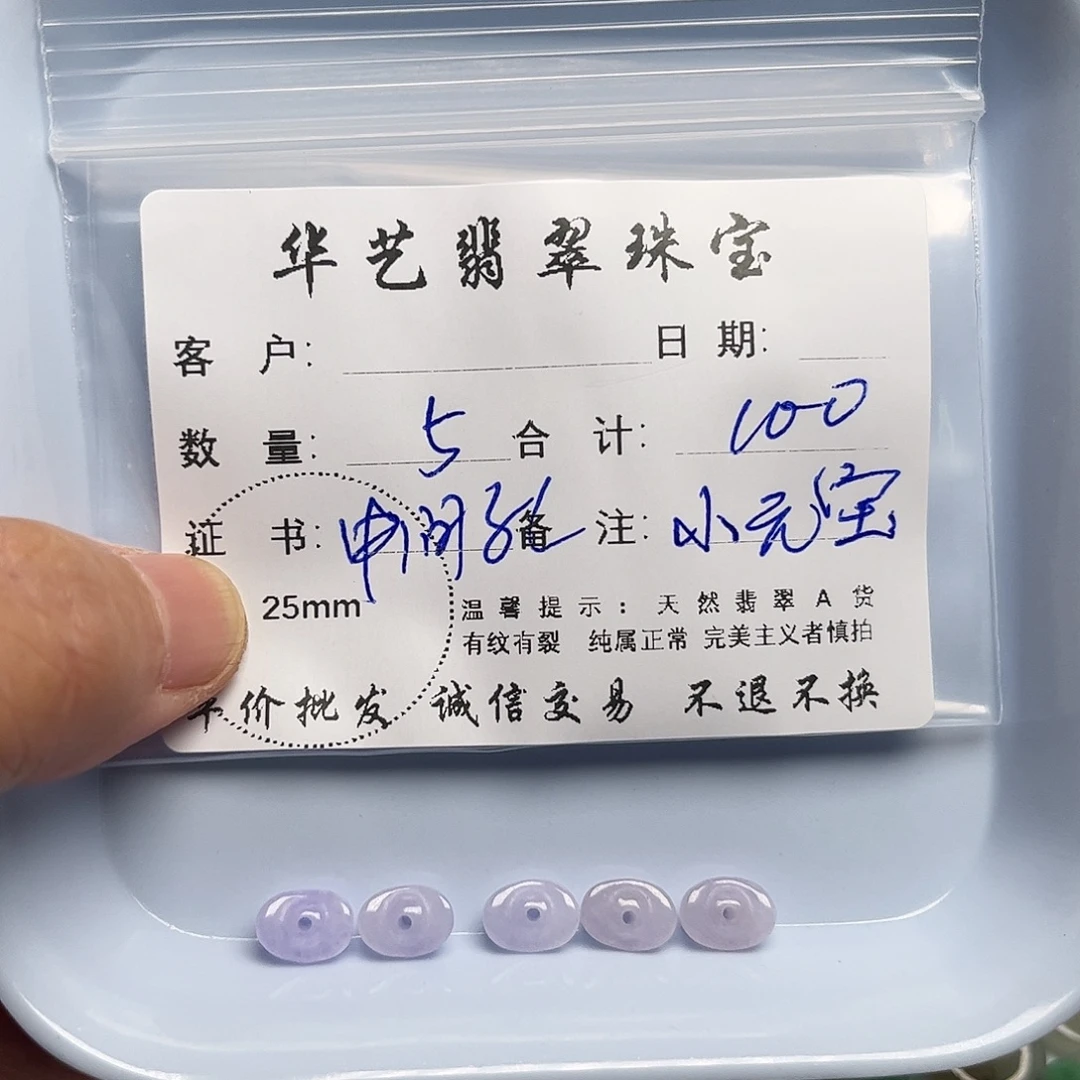 华艺翡翠珠宝
客 户: 日 期:
数 量: 5 合 计: 100
证 书: 中间孔 备 注: 小元宝
25mm 温馨提示: 天然翡翠A货
有纹有裂 纯属正常 完美主义者慎拍
价批发 诚信交易 不退不换